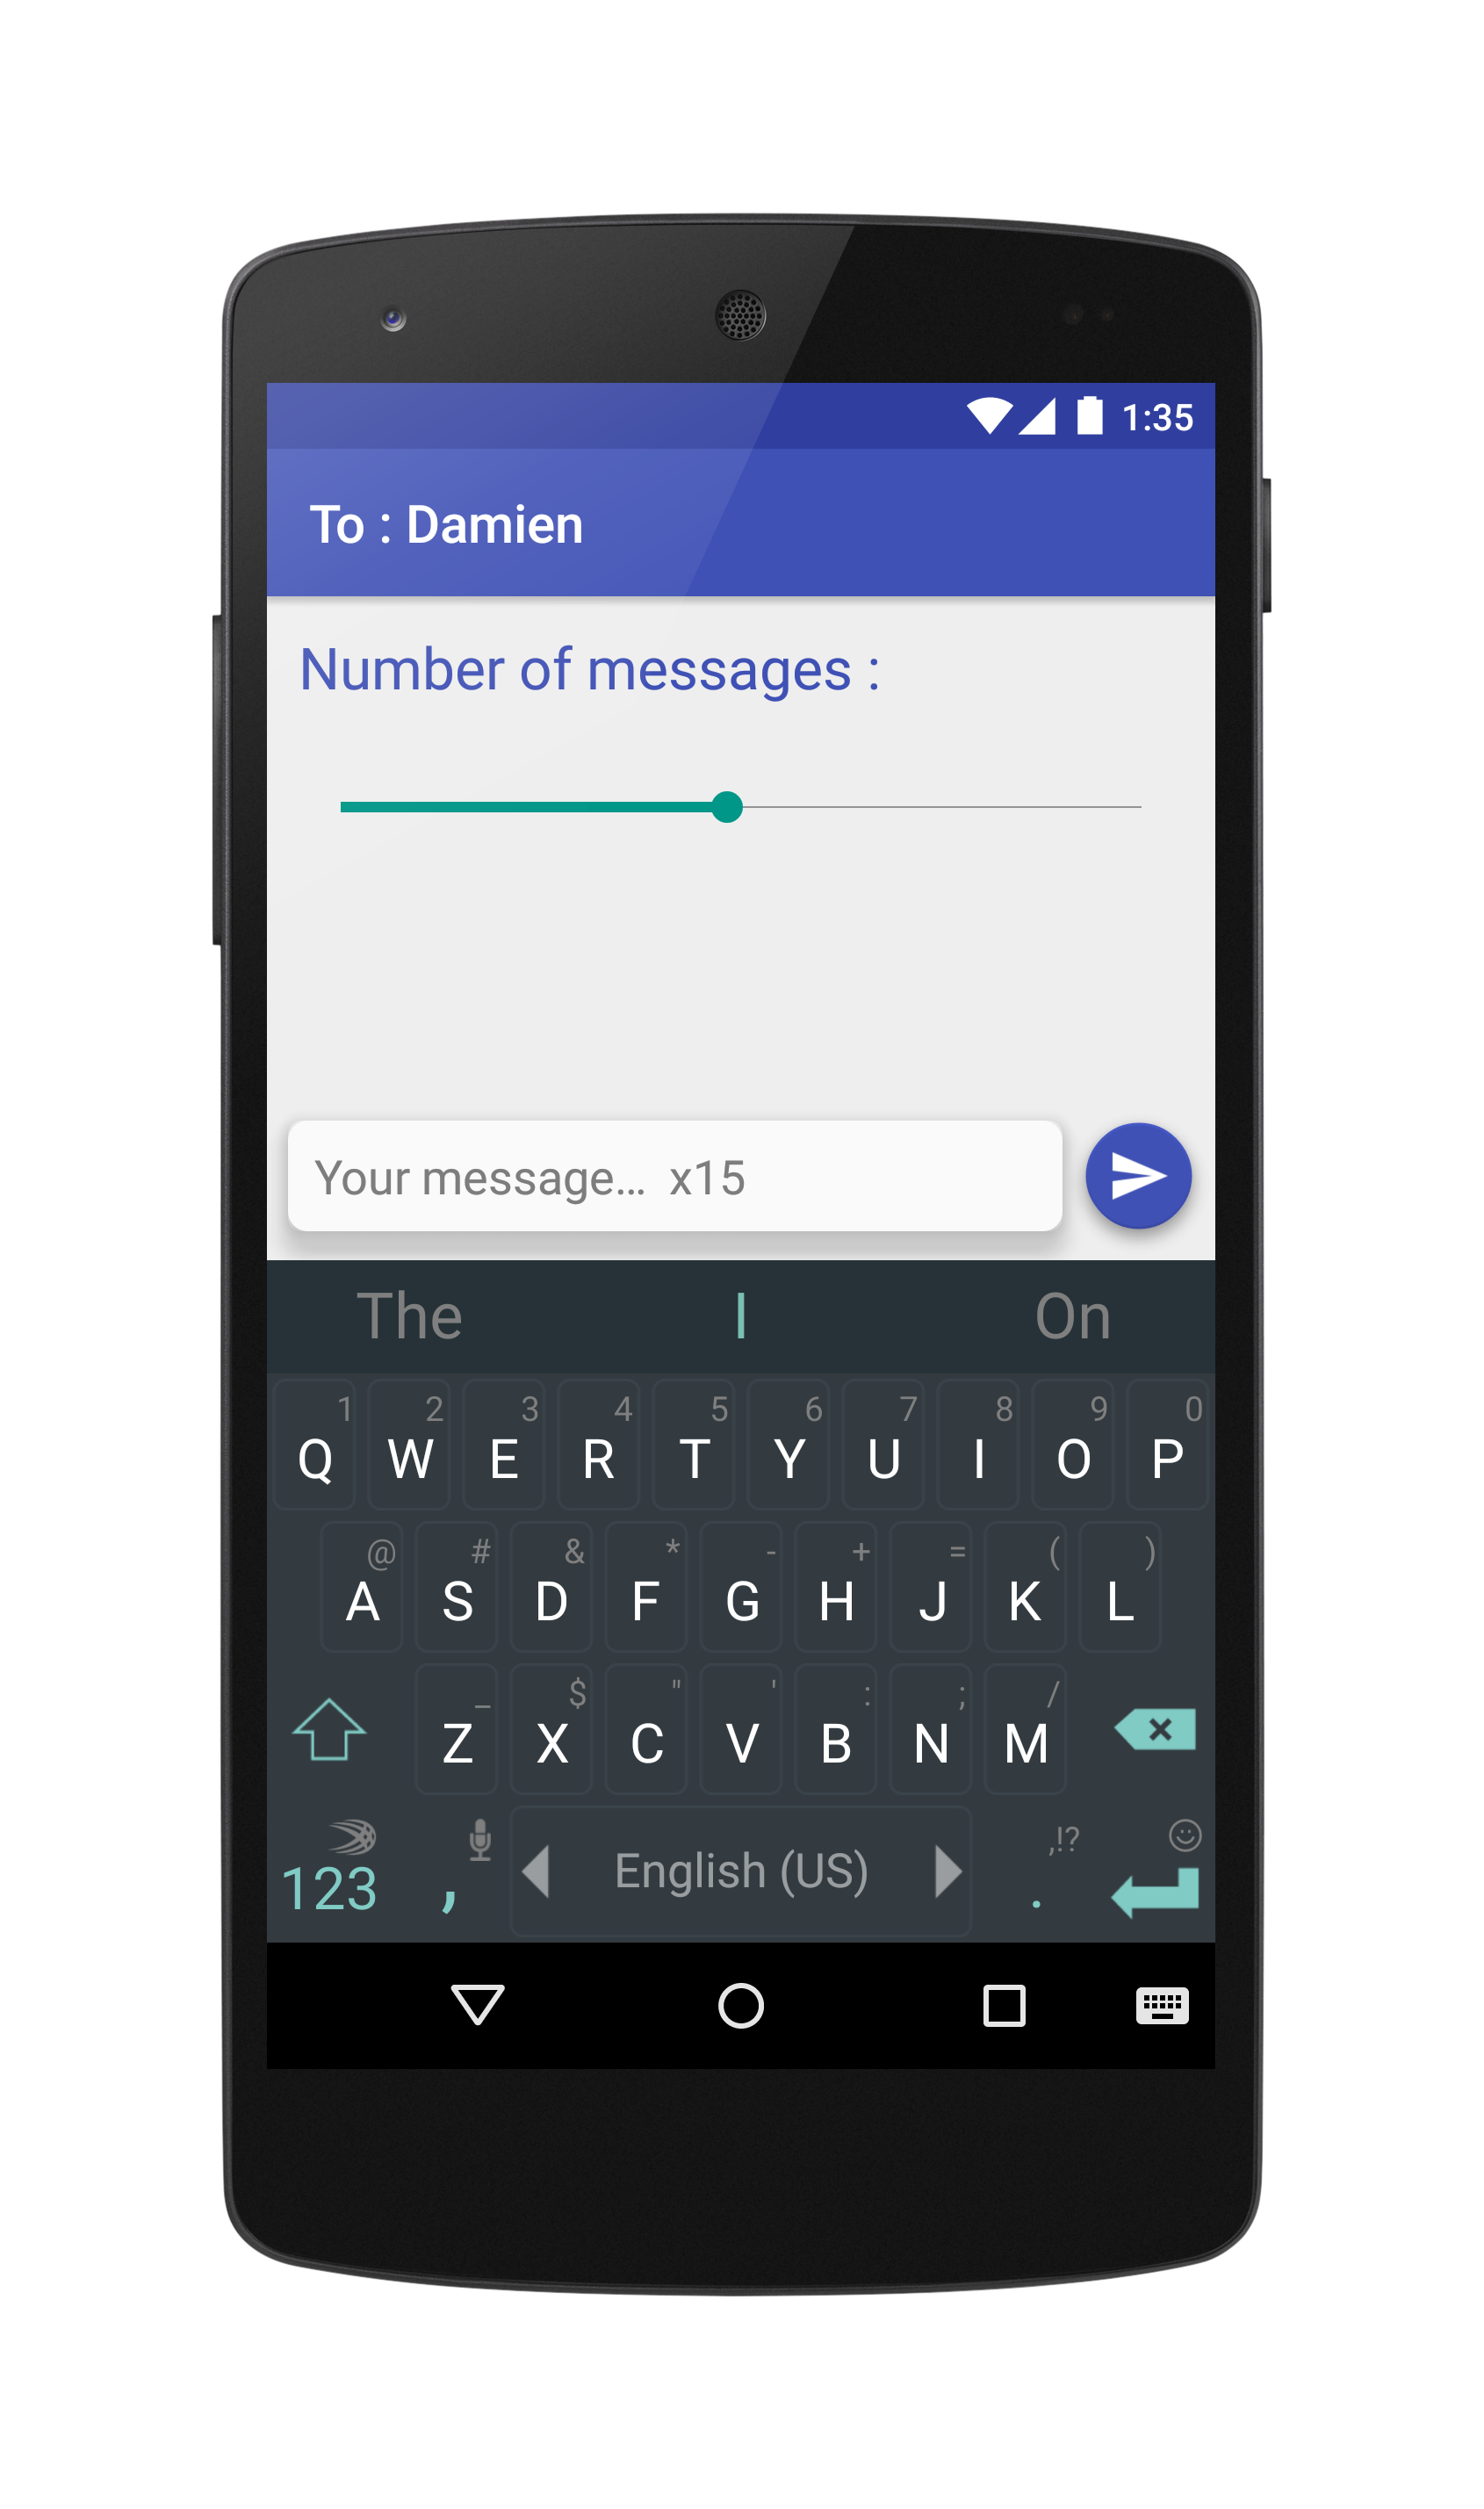 1:35
To : Damien
Number of messages :
Your message... x15
The I On
1 2 3 4 5 6 7 8 9 0
Q W E R T Y U I O P
@ # & * - + = ( )
A S D F G H J K L
_ $ " ' : ; /
Z X C V B N M
,!?
123 , English (US) .